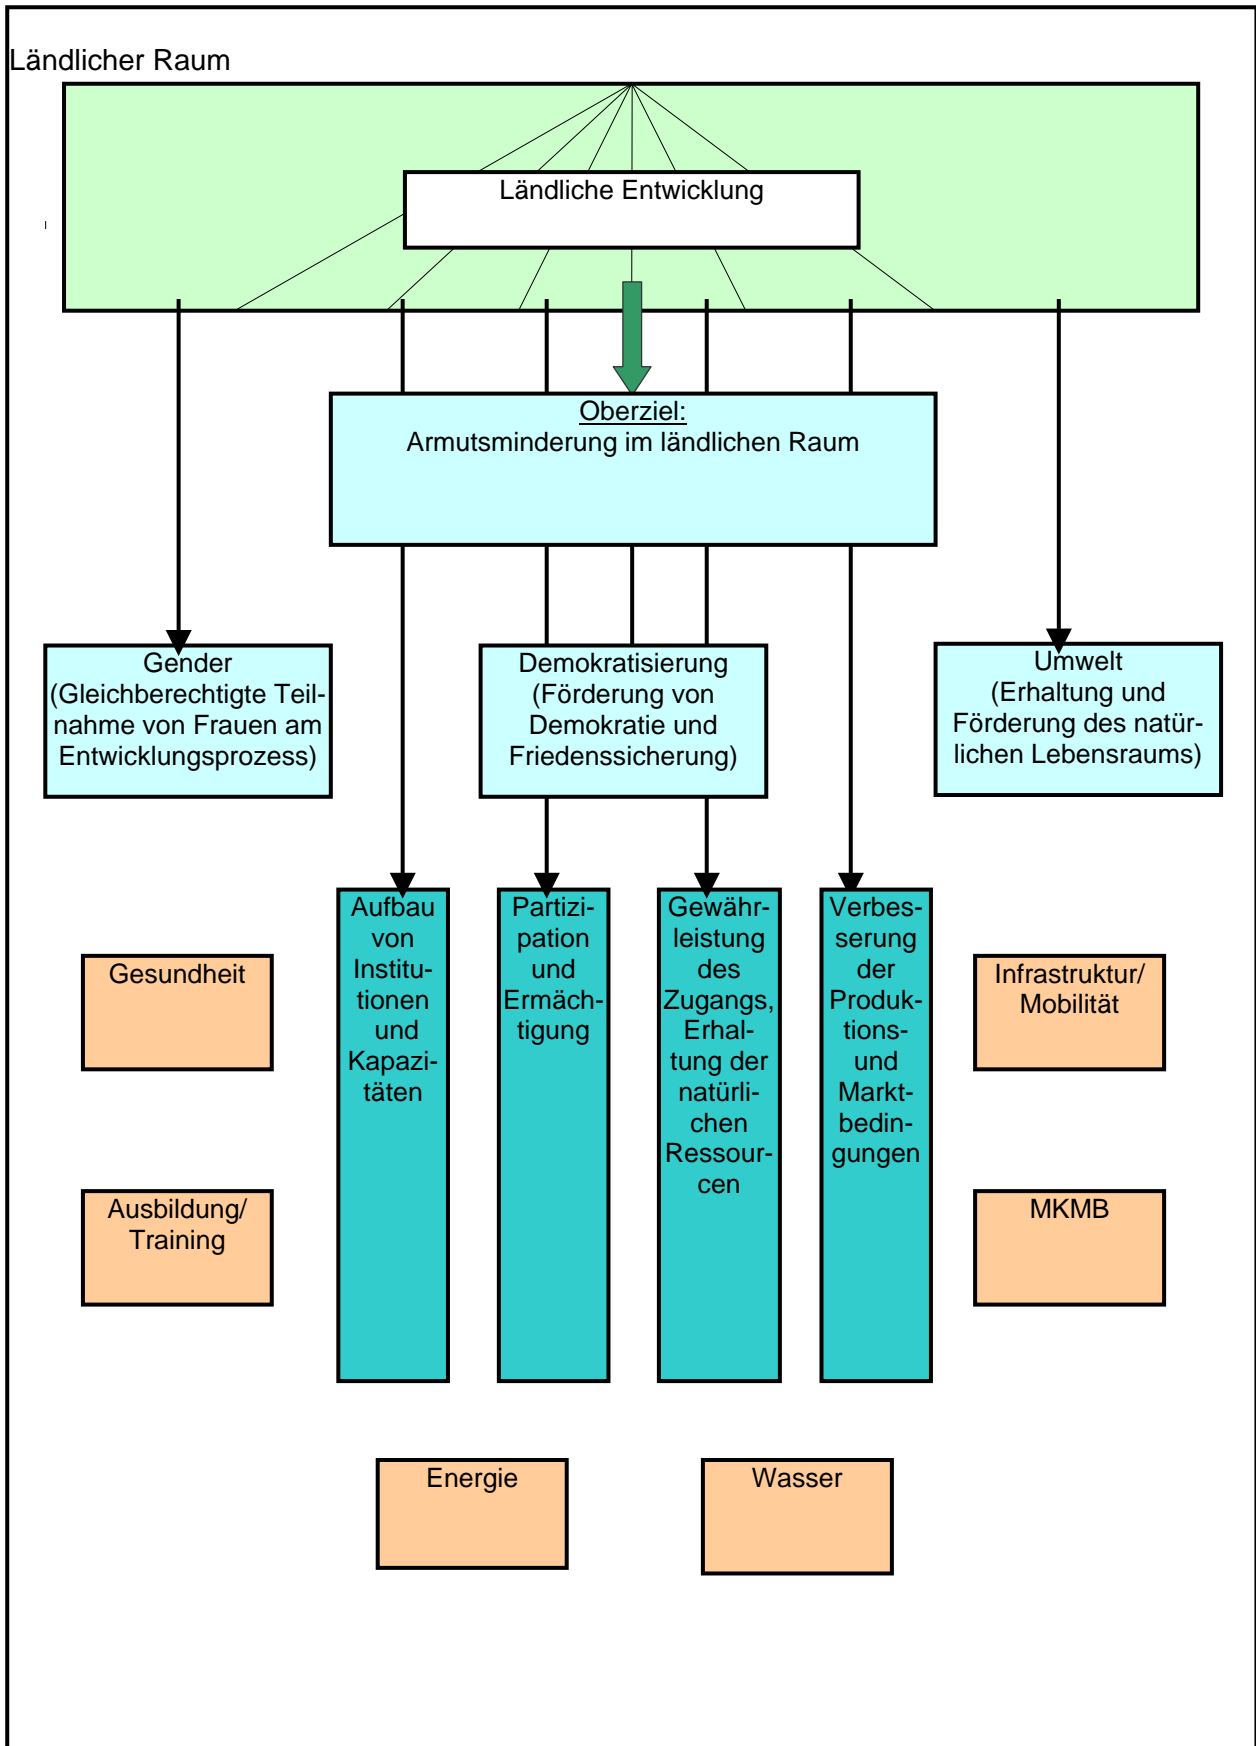 Ländlicher Raum
Ländliche Entwicklung
Oberziel:
Armutsminderung im ländlichen Raum
Gender
(Gleichberechtigte Teil-
nahme von Frauen am
Entwicklungsprozess)
Demokratisierung
(Förderung von
Demokratie und
Friedenssicherung)
Umwelt
(Erhaltung und
Förderung des natür-
lichen Lebensraums)
Aufbau
von
Institu-
tionen
und
Kapazi-
täten
Partizi-
pation
und
Ermäch-
tigung
Gewähr-
leistung
des
Zugangs,
Erhal-
tung der
natürli-
chen
Ressour-
cen
Verbes-
serung
der
Produk-
tions-
und
Markt-
bedin-
gungen
Gesundheit
Infrastruktur/
Mobilität
Ausbildung/
Training
MKMB
Energie
Wasser